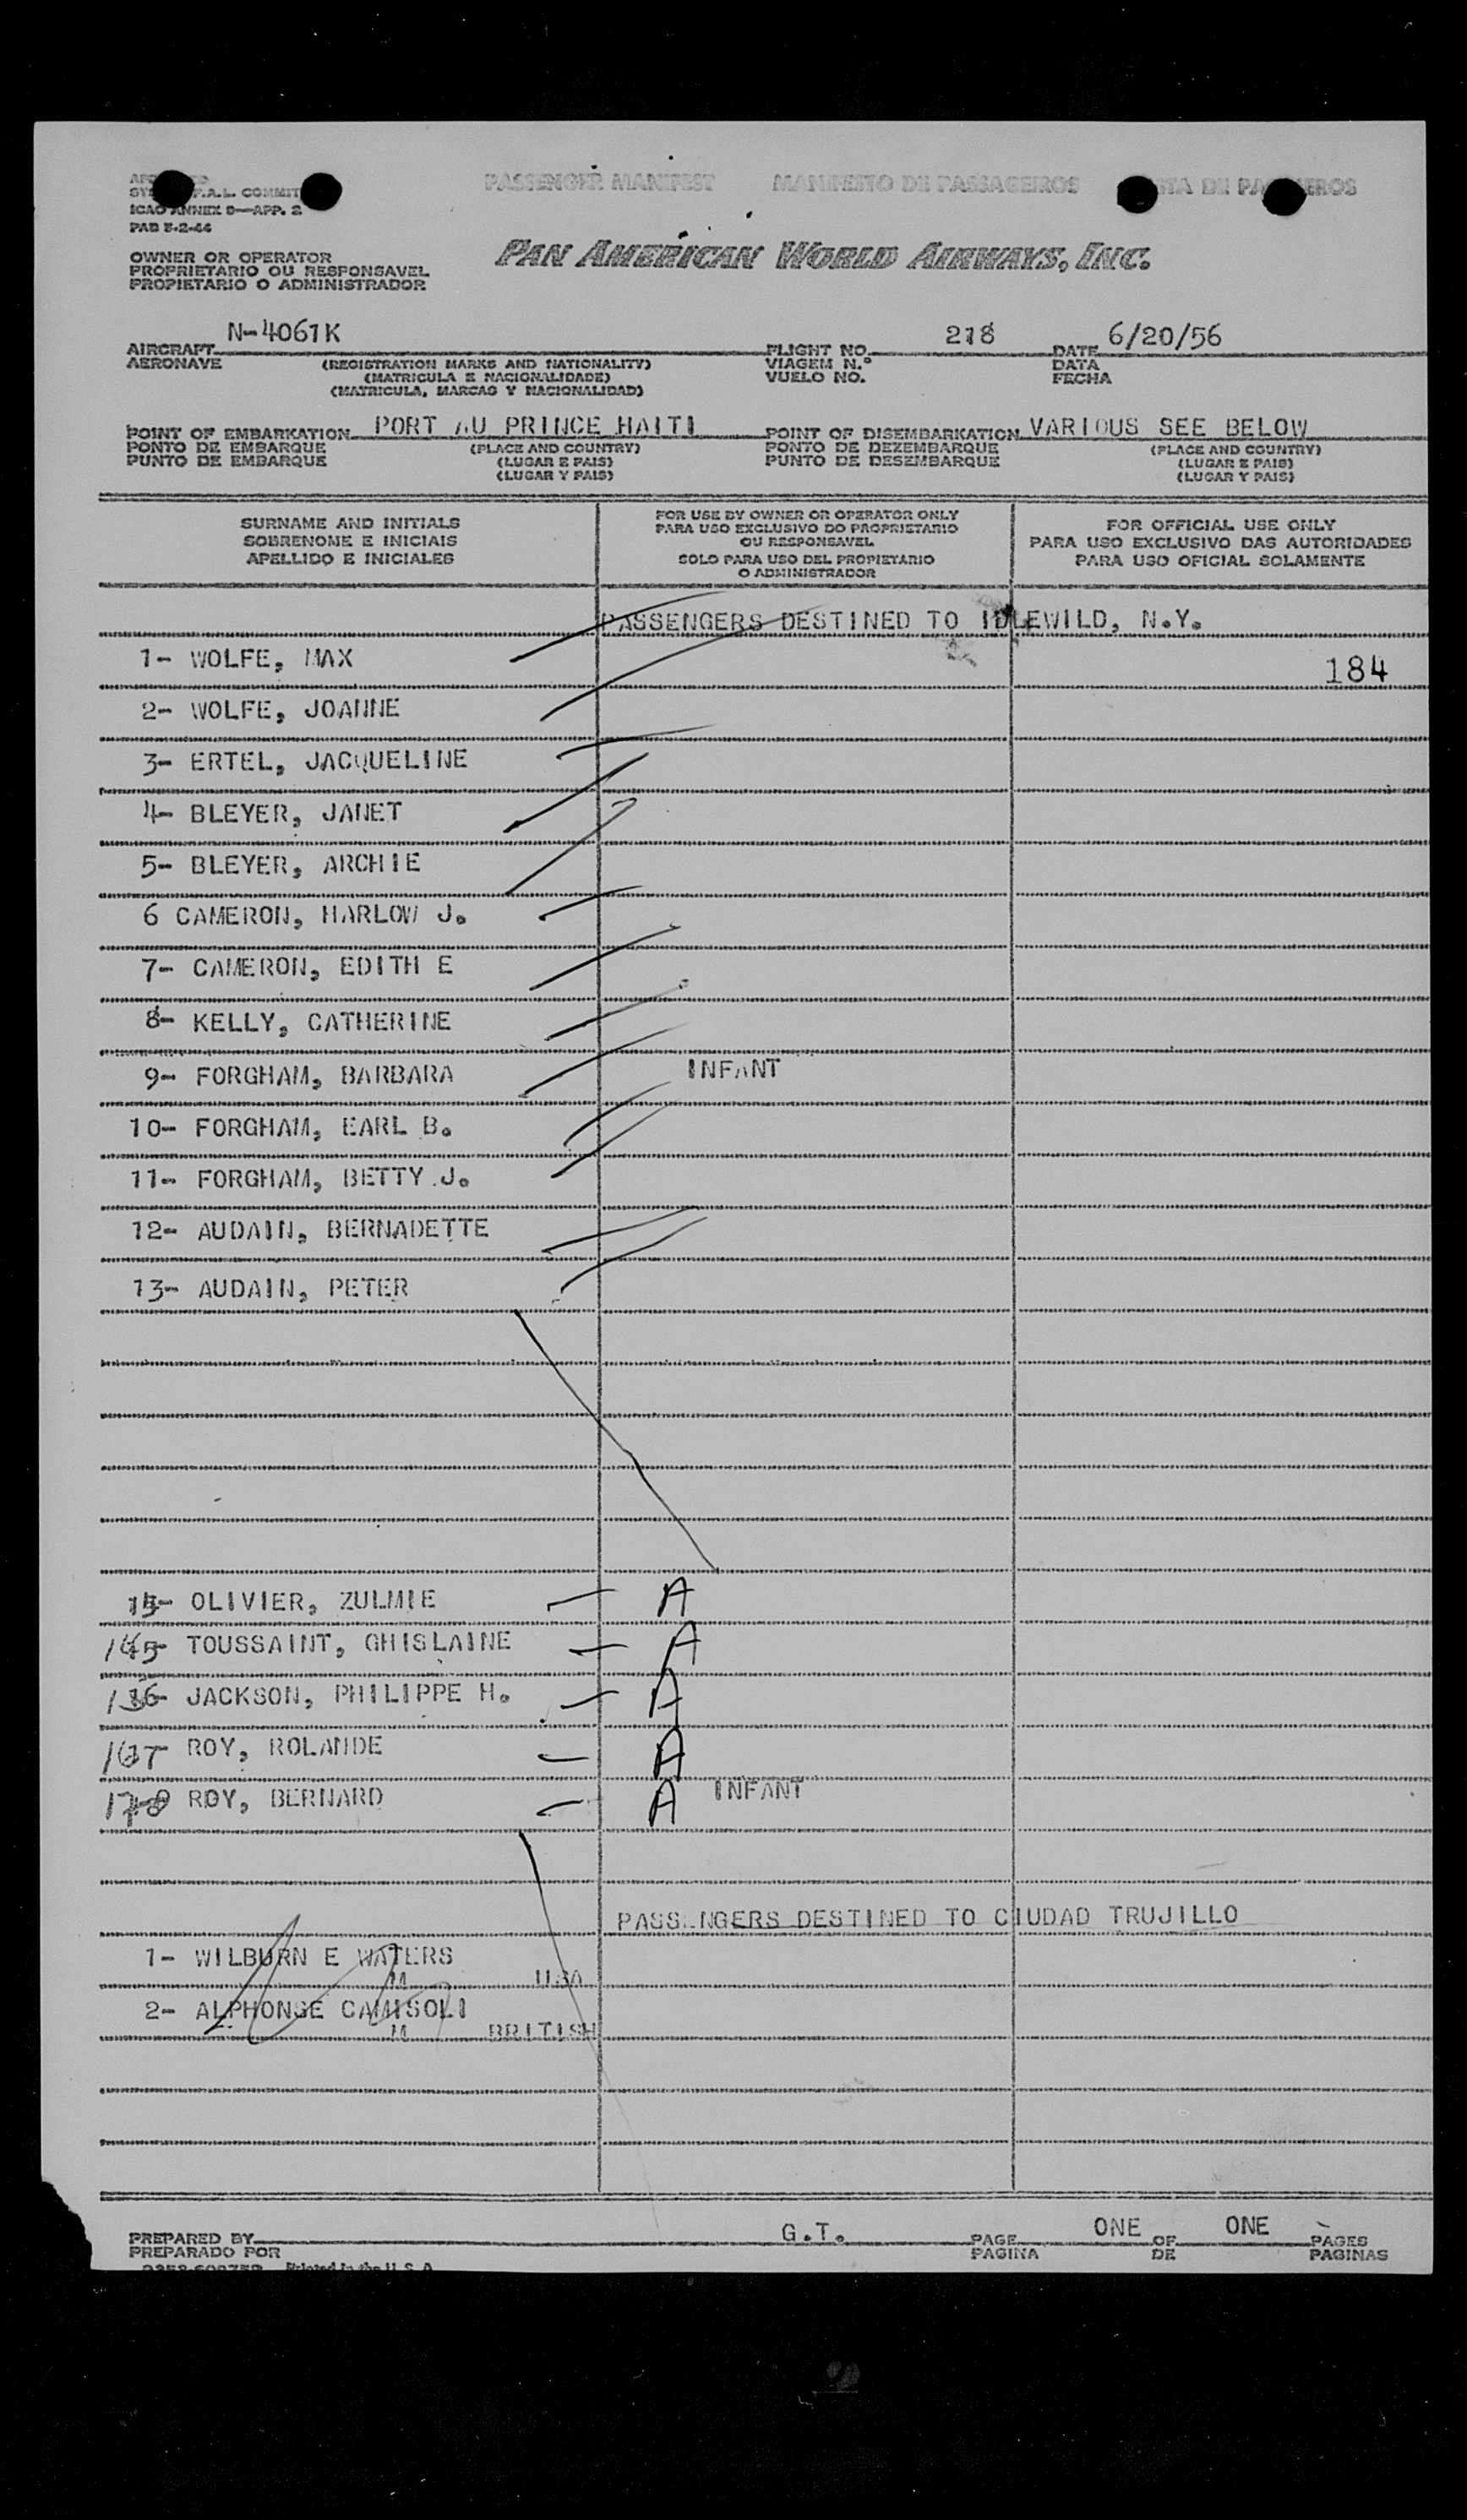 PASSENGER MANIFEST MANIFESTO DE PASSAGEIROS DE
F.A.L.
ICAO ANNEX 9—APP. 2
OWNER OR OPERATOR
PROPRIETARIO OU RESPONSAVEL
PROPIETARIO O ADMINISTRADOR
PAN AMERICAN WORLD AIRWAYS, INC.
N-4061K 218 6/20/56
AIRCRAFT FLIGHT NO. DATE
AERONAVE (REGISTRATION MARKS AND NATIONALITY) VIAGEM N.° DATA
(MATRICULA E NACIONALIDADE) VUELO NO. FECHA
(MATRICULA, MARCAS Y NACIONALIDAD)
POINT OF EMBARKATION PORT AU PRINCE HAITI POINT OF DISEMBARKATION VARIOUS SEE BELOW
PONTO DE EMBARQUE (PLACE AND COUNTRY) PONTO DE DEZEMBARQUE (PLACE AND COUNTRY)
PUNTO DE EMBARQUE (LUGAR E PAIS) PUNTO DE DESEMBARQUE (LUGAR E PAIS)
(LUGAR Y PAIS) (LUGAR Y PAIS)
SURNAME AND INITIALS
SOBRENOME E INICIAIS
APELLIDO E INICIALES
FOR USE BY OWNER OR OPERATOR ONLY
PARA USO EXCLUSIVO DO PROPRIETARIO
OU RESPONSAVEL
SOLO PARA USO DEL PROPIETARIO
O ADMINISTRADOR
FOR OFFICIAL USE ONLY
PARA USO EXCLUSIVO DAS AUTORIDADES
PARA USO OFICIAL SOLAMENTE
PASSENGERS DESTINED TO IDLEWILD, N.Y.
1- WOLFE, MAX 184
2- WOLFE, JOANNE
3- ERTEL, JACQUELINE
4- BLEYER, JANET
5- BLEYER, ARCHIE
6 CAMERON, HARLOW J.
7- CAMERON, EDITH E
8- KELLY, CATHERINE
9- FORGHAM, BARBARA INFANT
10- FORGHAM, EARL B.
11- FORGHAM, BETTY J.
12- AUDAIN, BERNADETTE
13- AUDAIN, PETER
OLIVIER, ZULMIE A
TOUSSAINT, GHISLAINE A
JACKSON, PHILIPPE H. A
ROY, ROLANDE A
ROY, BERNARD A INFANT
PASSENGERS DESTINED TO CIUDAD TRUJILLO
1- WILBURN E WATERS
M USA
2- ALPHONSE CAMISOLI
M BRITISH
PREPARED BY G.T. PAGE ONE OF ONE PAGES
PREPARADO POR PAGINA DE PAGINAS
Printed in the U. S. A.